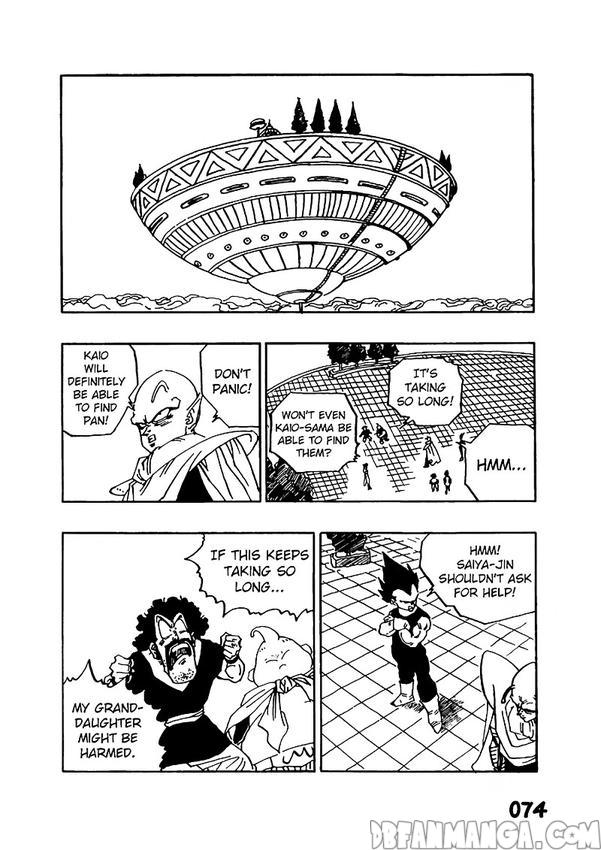 IT'S
TAKING
SO LONG!
WON'T EVEN
KAIO-SAMA BE
ABLE TO FIND
THEM?
HMM...
DON'T
PANIC!
KAIO
WILL
DEFINITELY
BE ABLE
TO FIND
PAN!
HMM!
SAIYA-JIN
SHOULDN'T ASK
FOR HELP!
IF THIS KEEPS
TAKING SO
LONG...
MY GRAND-
DAUGHTER
MIGHT BE
HARMED.
074
DBFANMANGA.COM